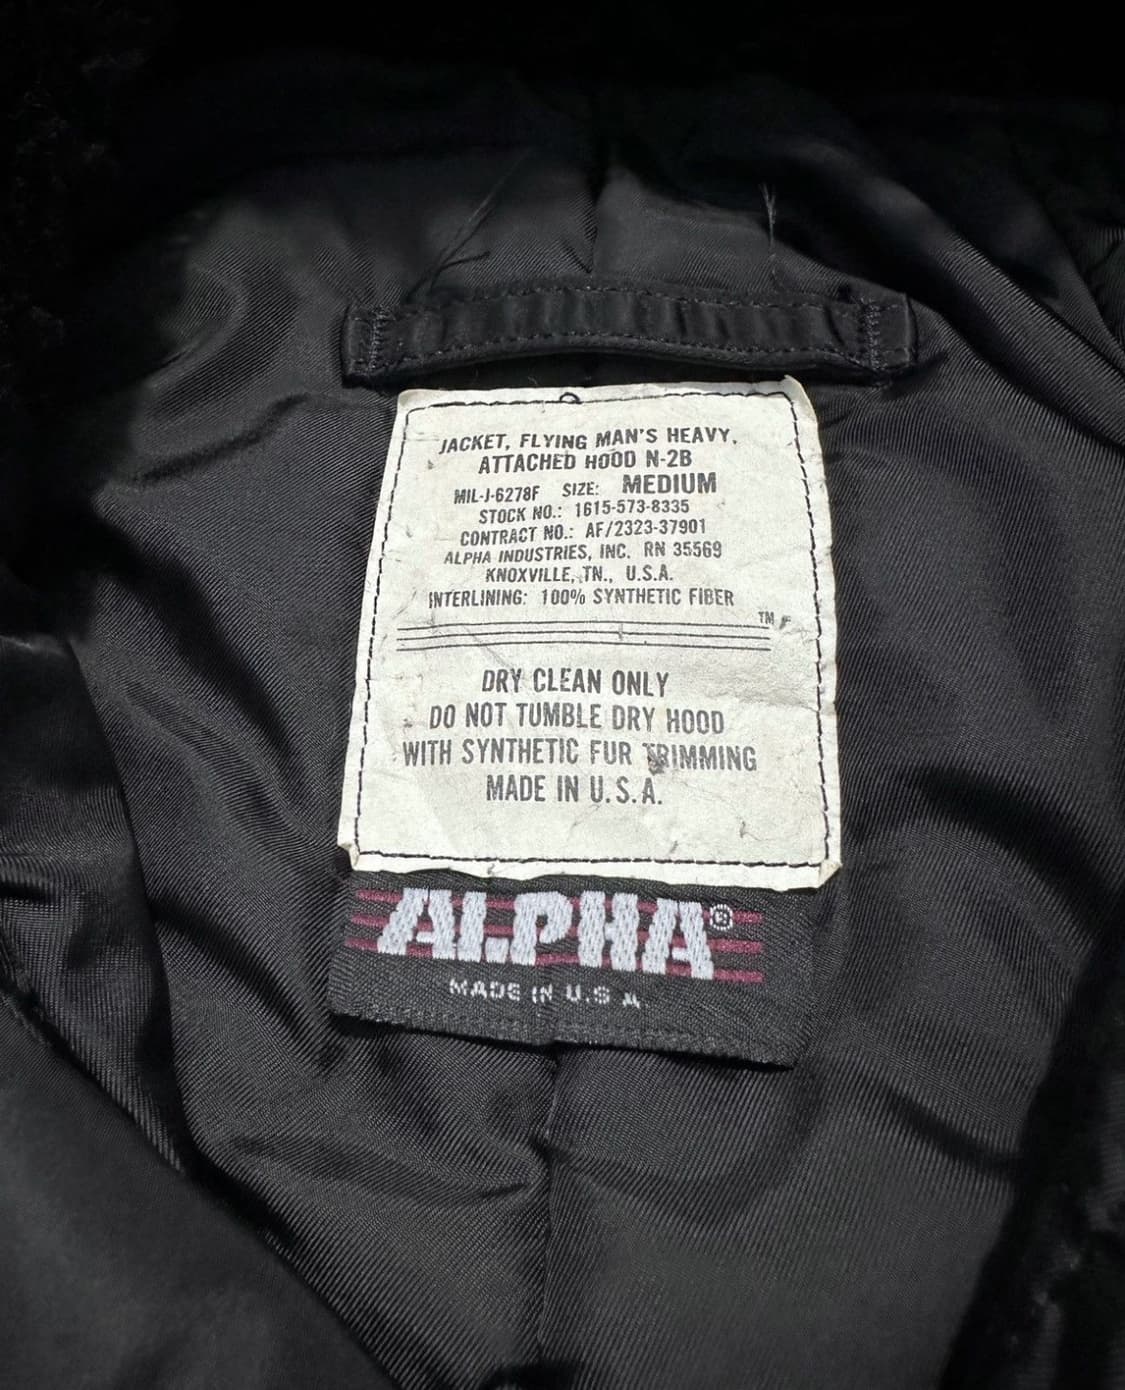 JACKET, FLYING MAN'S HEAVY,
ATTACHED HOOD N-2B
MIL-J-6278F SIZE: MEDIUM
STOCK NO.: 1615-573-8335
CONTRACT NO.: AF/2323-37901
ALPHA INDUSTRIES, INC. RN 35569
KNOXVILLE, TN., U.S.A.
INTERLINING: 100% SYNTHETIC FIBER
TM
DRY CLEAN ONLY
DO NOT TUMBLE DRY HOOD
WITH SYNTHETIC FUR TRIMMING
MADE IN U.S.A.
ALPHA®
MADE IN U.S A